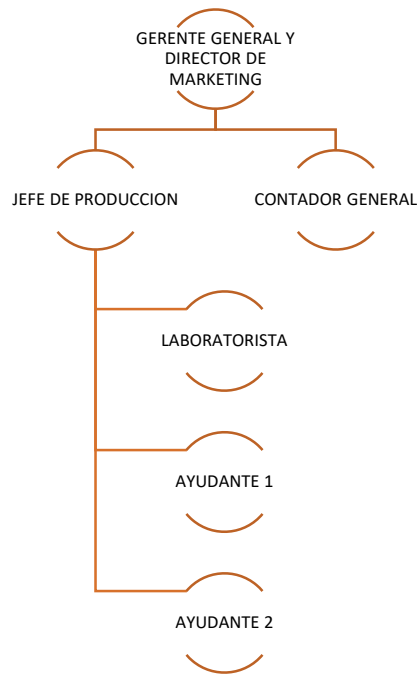 GERENTE GENERAL Y
DIRECTOR DE
MARKETING
JEFE DE PRODUCCION
CONTADOR GENERAL
LABORATORISTA
AYUDANTE 1
AYUDANTE 2